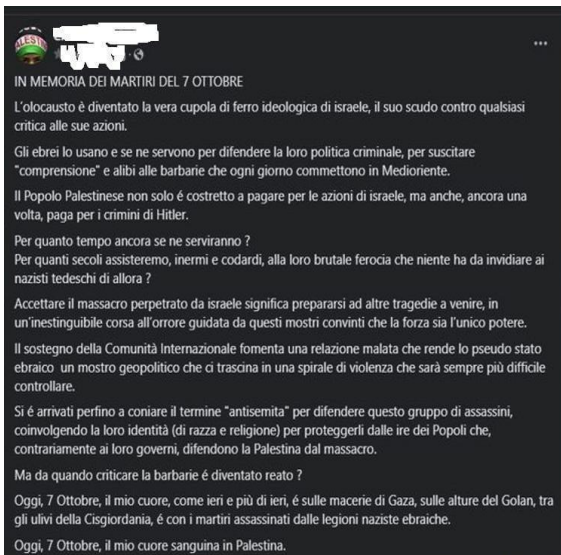 PALESTI
IN MEMORIA DEI MARTIRI DEL 7 OTTOBRE
L'olocausto è diventato la vera cupola di ferro ideologica di israele, il suo scudo contro qualsiasi
critica alle sue azioni.
Gli ebrei lo usano e se ne servono per difendere la loro politica criminale, per suscitare
"comprensione" e alibi alle barbarie che ogni giorno commettono in Medioriente.
Il Popolo Palestinese non solo é costretto a pagare per le azioni di israele, ma anche, ancora una
volta, paga per i crimini di Hitler.
Per quanto tempo ancora se ne serviranno ?
Per quanti secoli assisteremo, inermi e codardi, alla loro brutale ferocia che niente ha da invidiare ai
nazisti tedeschi di allora ?
Accettare il massacro perpetrato da israele significa prepararsi ad altre tragedie a venire, in
un'inestinguibile corsa all'orrore guidata da questi mostri convinti che la forza sia l'unico potere.
Il sostegno della Comunità Internazionale fomenta una relazione malata che rende lo pseudo stato
ebraico un mostro geopolitico che ci trascina in una spirale di violenza che sarà sempre più difficile
controllare.
Si é arrivati perfino a coniare il termine "antisemita" per difendere questo gruppo di assassini,
coinvolgendo la loro identità (di razza e religione) per proteggerli dalle ire dei Popoli che,
contrariamente ai loro governi, difendono la Palestina dal massacro.
Ma da quando criticare la barbarie é diventato reato ?
Oggi, 7 Ottobre, il mio cuore, come ieri e più di ieri, é sulle macerie di Gaza, sulle alture del Golan, tra
gli ulivi della Cisgiordania, é con i martiri assassinati dalle legioni naziste ebraiche.
Oggi, 7 Ottobre, il mio cuore sanguina in Palestina.